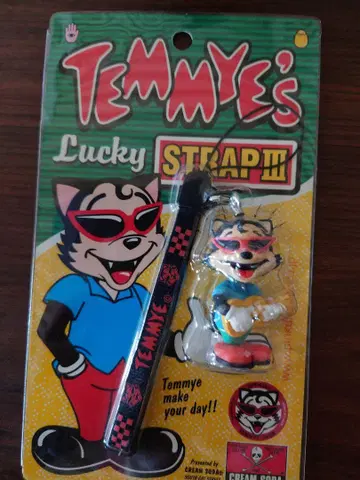 TEMMYE'S
Lucky STRAP III
TEMMYE
Temmye
make
your day!!
Presented by
CREAM SODA®
CREAM SODA